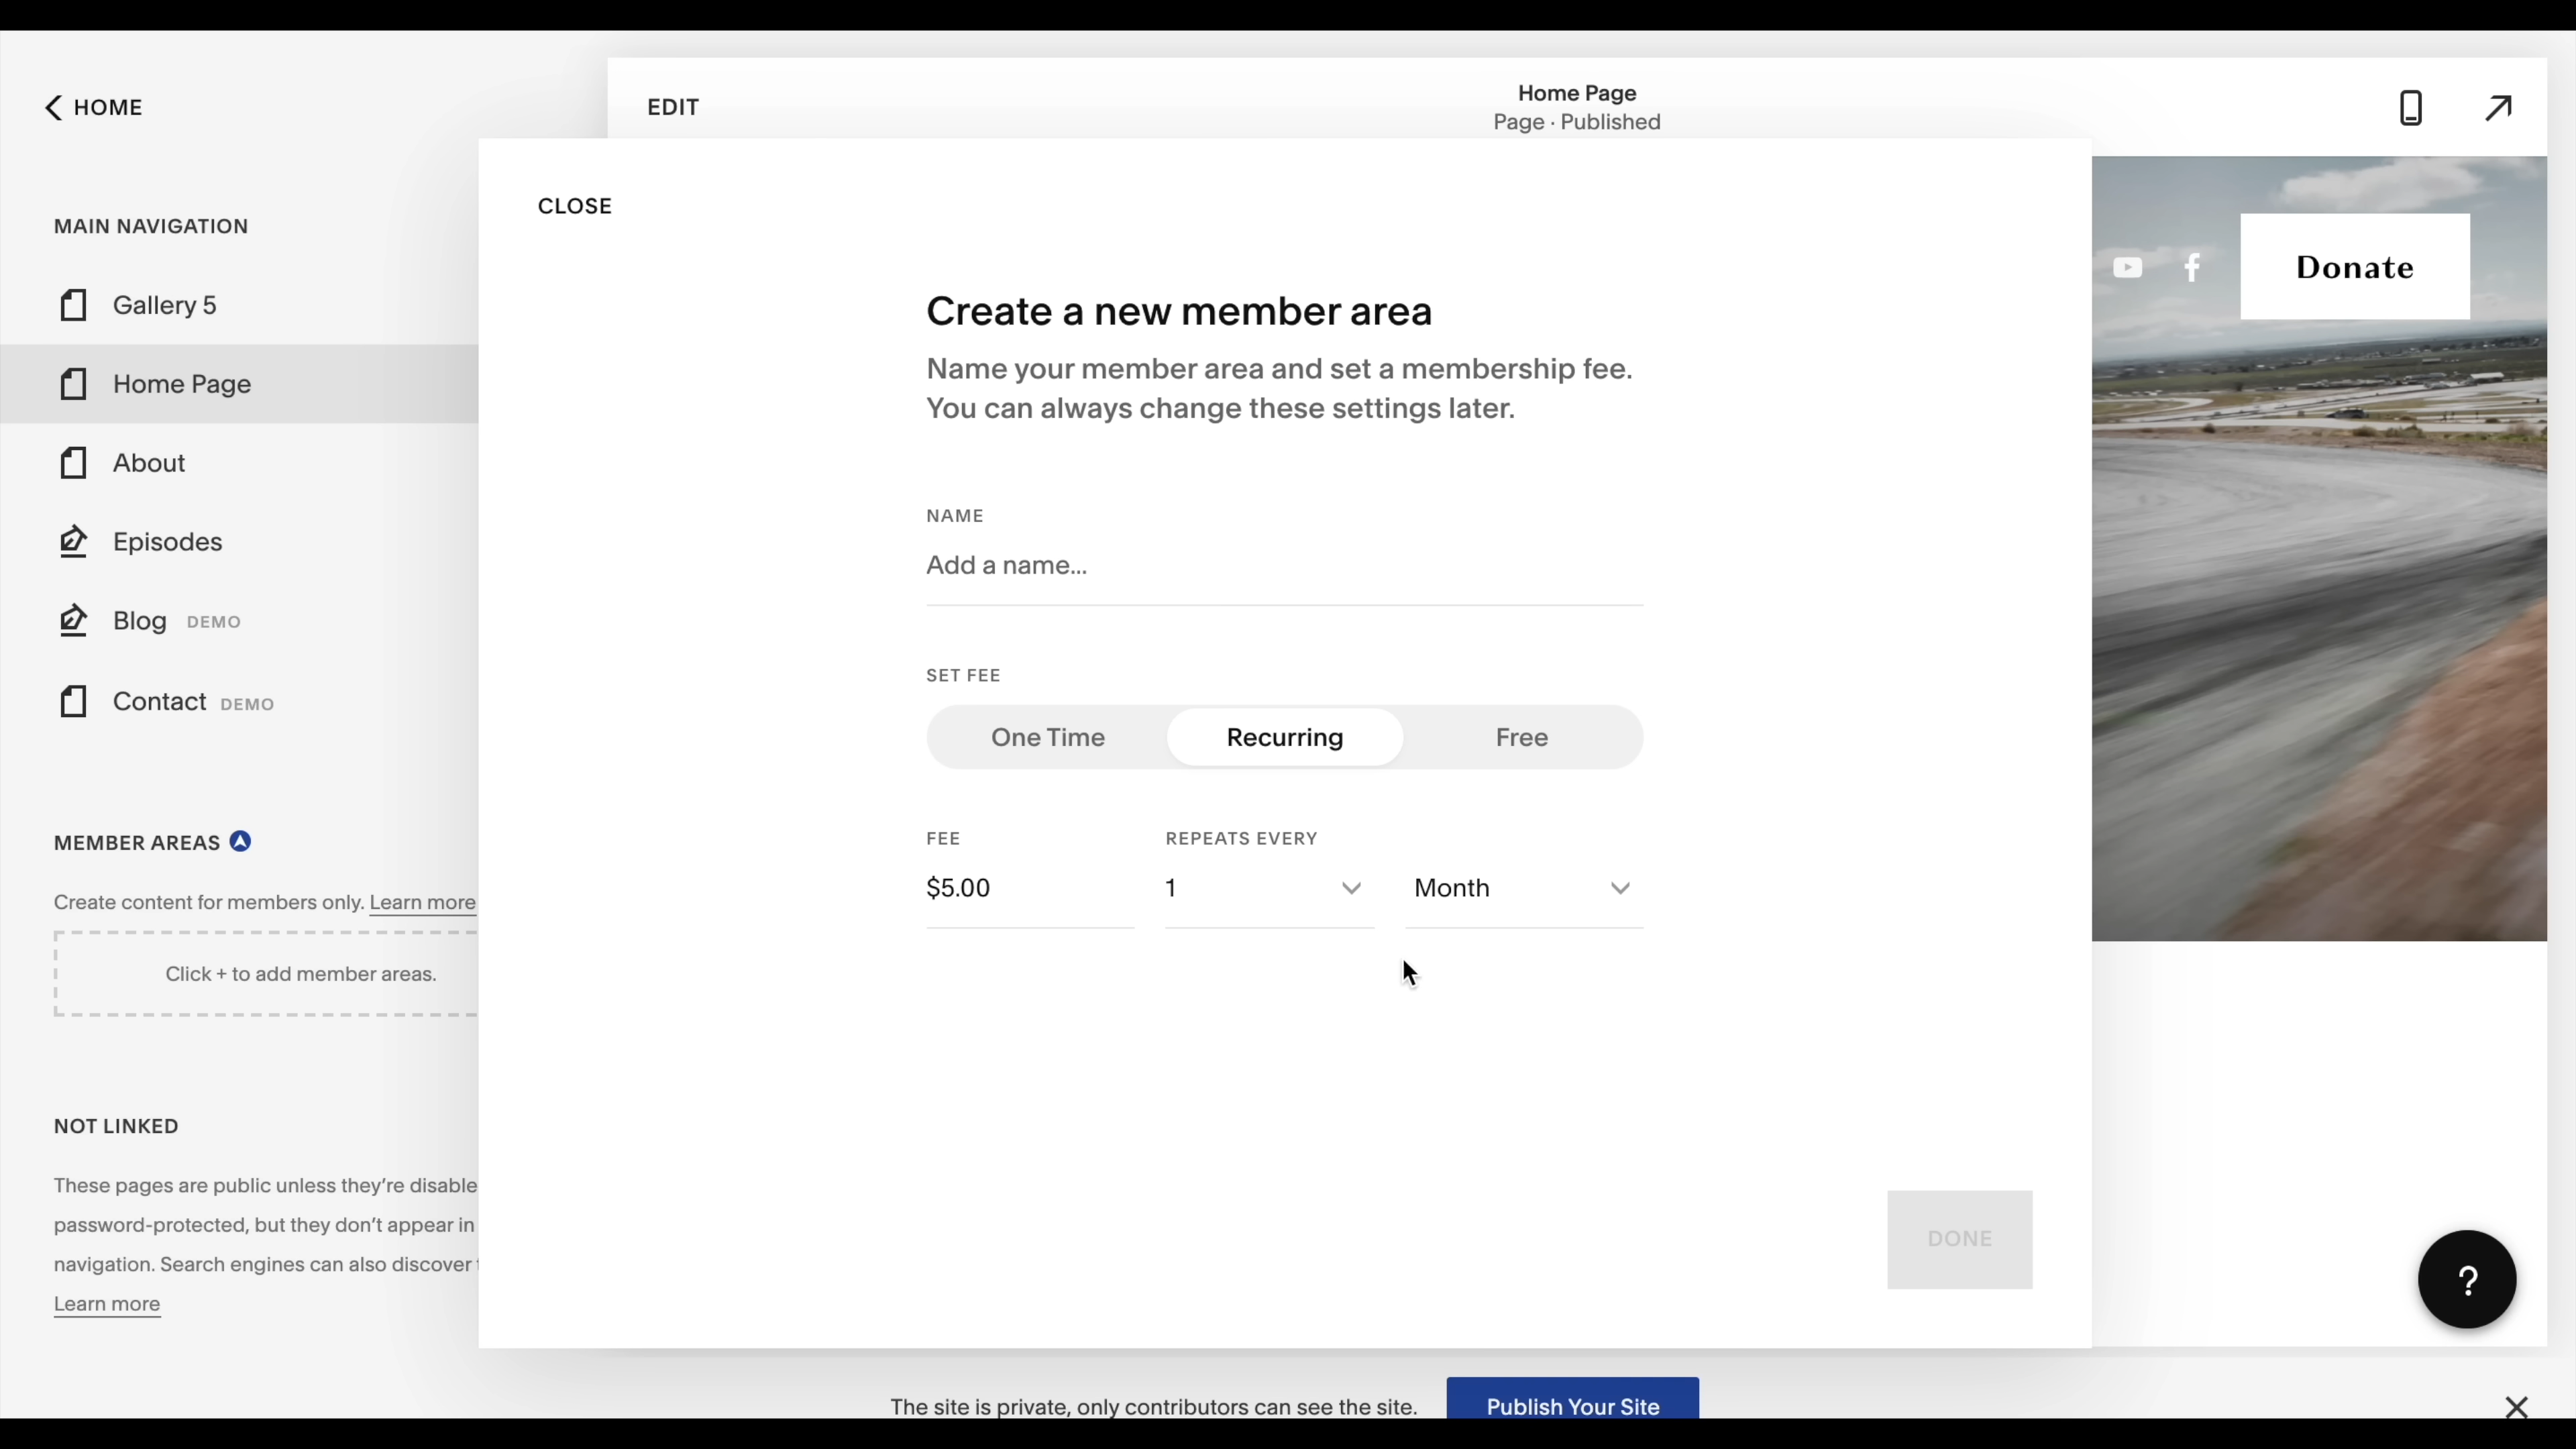 HOME
EDIT
Home Page
Page · Published
CLOSE
MAIN NAVIGATION
Gallery 5
Home Page
About
Episodes
Blog DEMO
Contact DEMO
MEMBER AREAS
Create content for members only. Learn more
Click + to add member areas.
NOT LINKED
These pages are public unless they're disable
password-protected, but they don't appear in
navigation. Search engines can also discover
Learn more
Create a new member area
Name your member area and set a membership fee.
You can always change these settings later.
NAME
Add a name...
SET FEE
One Time Recurring Free
FEE REPEATS EVERY
$5.00 1 Month
DONE
Donate
?
The site is private, only contributors can see the site. Publish Your Site